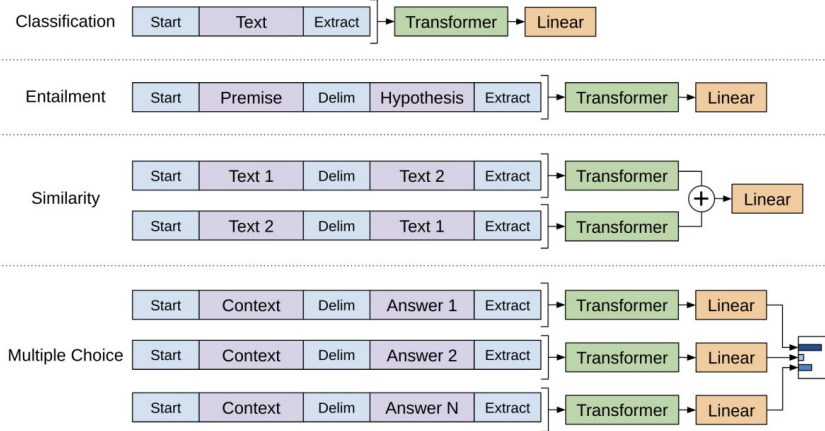 Classification Start Text Extract Transformer Linear
Entailment Start Premise Delim Hypothesis Extract Transformer Linear
Similarity
Start Text 1 Delim Text 2 Extract Transformer
+ Linear
Start Text 2 Delim Text 1 Extract Transformer
Start Context Delim Answer 1 Extract Transformer Linear
Multiple Choice Start Context Delim Answer 2 Extract Transformer Linear
Start Context Delim Answer N Extract Transformer Linear